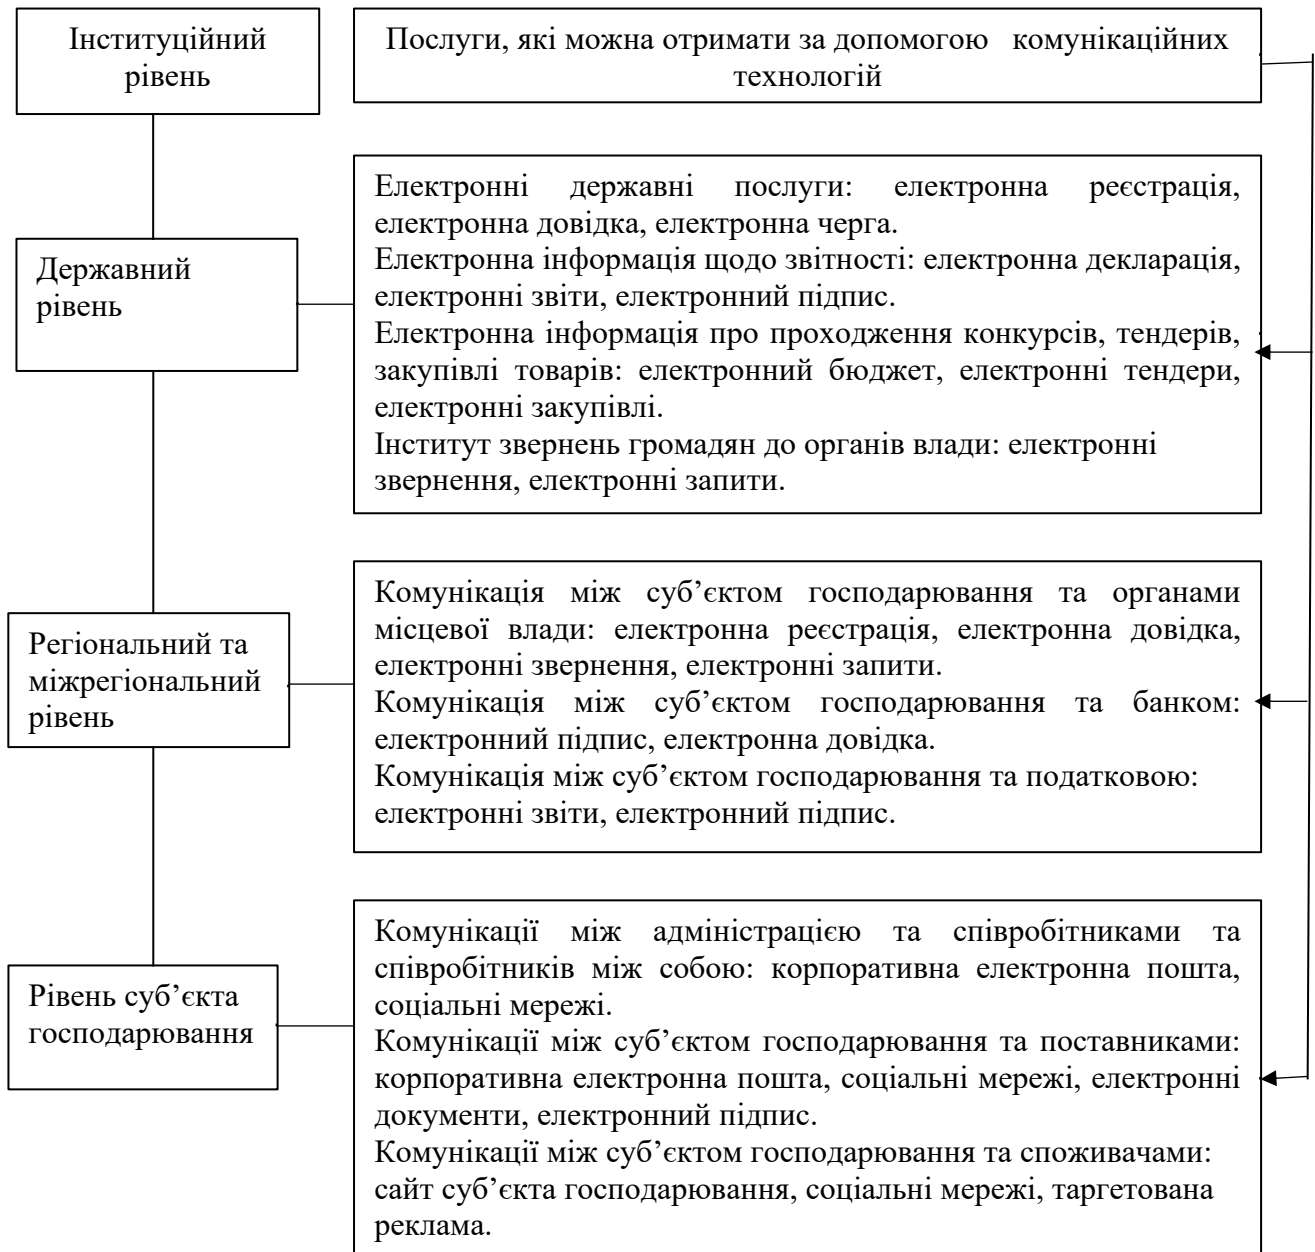 Інституційний
рівень
Послуги, які можна отримати за допомогою комунікаційних
технологій
Державний
рівень
Електронні державні послуги: електронна реєстрація,
електронна довідка, електронна черга.
Електронна інформація щодо звітності: електронна декларація,
електронні звіти, електронний підпис.
Електронна інформація про проходження конкурсів, тендерів,
закупівлі товарів: електронний бюджет, електронні тендери,
електронні закупівлі.
Інститут звернень громадян до органів влади: електронні
звернення, електронні запити.
Регіональний та
міжрегіональний
рівень
Комунікація між суб’єктом господарювання та органами
місцевої влади: електронна реєстрація, електронна довідка,
електронні звернення, електронні запити.
Комунікація між суб’єктом господарювання та банком:
електронний підпис, електронна довідка.
Комунікація між суб’єктом господарювання та податковою:
електронні звіти, електронний підпис.
Рівень суб’єкта
господарювання
Комунікації між адміністрацією та співробітниками та
співробітників між собою: корпоративна електронна пошта,
соціальні мережі.
Комунікації між суб’єктом господарювання та поставниками:
корпоративна електронна пошта, соціальні мережі, електронні
документи, електронний підпис.
Комунікації між суб’єктом господарювання та споживачами:
сайт суб’єкта господарювання, соціальні мережі, таргетована
реклама.